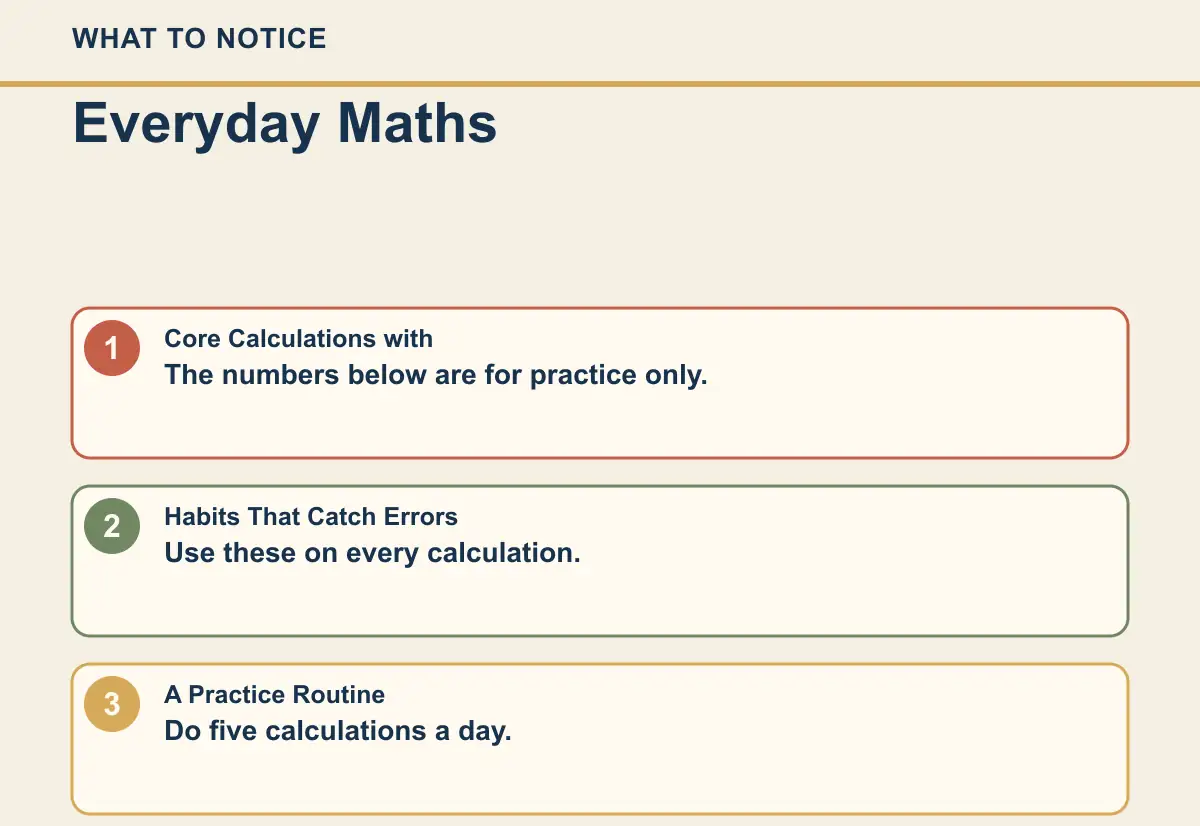 WHAT TO NOTICE
Everyday Maths
1
Core Calculations with
The numbers below are for practice only.
2
Habits That Catch Errors
Use these on every calculation.
3
A Practice Routine
Do five calculations a day.